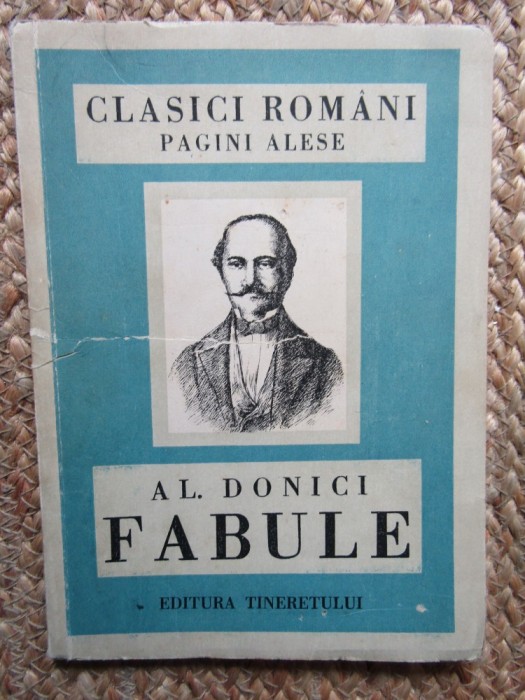 CLASICI ROMÂNI
PAGINI ALESE
AL. DONICI
FABULE
EDITURA TINERETULUI